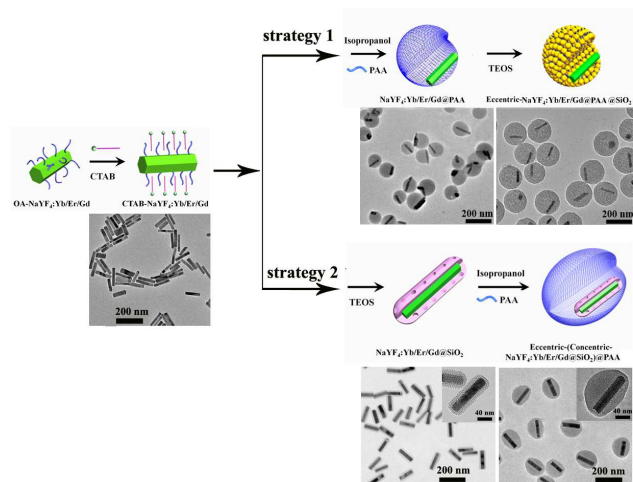 strategy 1
Isopropanol
PAA
TEOS
NaYF₄:Yb/Er/Gd@PAA
Eccentric-NaYF₄:Yb/Er/Gd@PAA@SiO₂
200 nm
200 nm
CTAB
OA-NaYF₄:Yb/Er/Gd
CTAB-NaYF₄:Yb/Er/Gd
200 nm
strategy 2
TEOS
Isopropanol
PAA
NaYF₄:Yb/Er/Gd@SiO₂
Eccentric-(Concentric-
NaYF₄:Yb/Er/Gd@SiO₂)@PAA
40 nm
200 nm
40 nm
200 nm